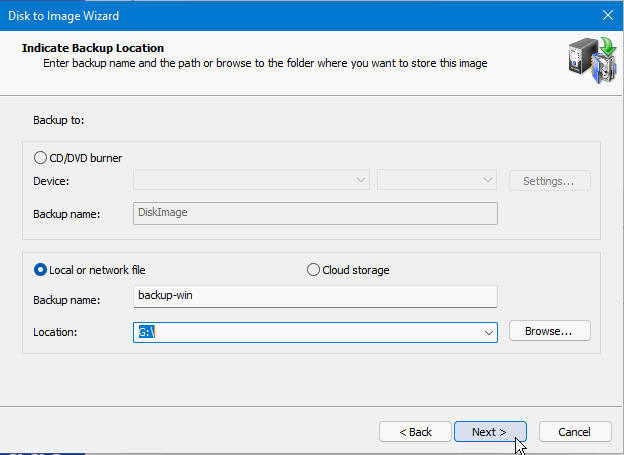 Disk to Image Wizard
Indicate Backup Location
Enter backup name and the path or browse to the folder where you want to store this image
Backup to:
CD/DVD burner
Device:
Settings...
Backup name:
DiskImage
Local or network file
Cloud storage
Backup name:
backup-win
Location:
G:\
Browse...
< Back
Next >
Cancel